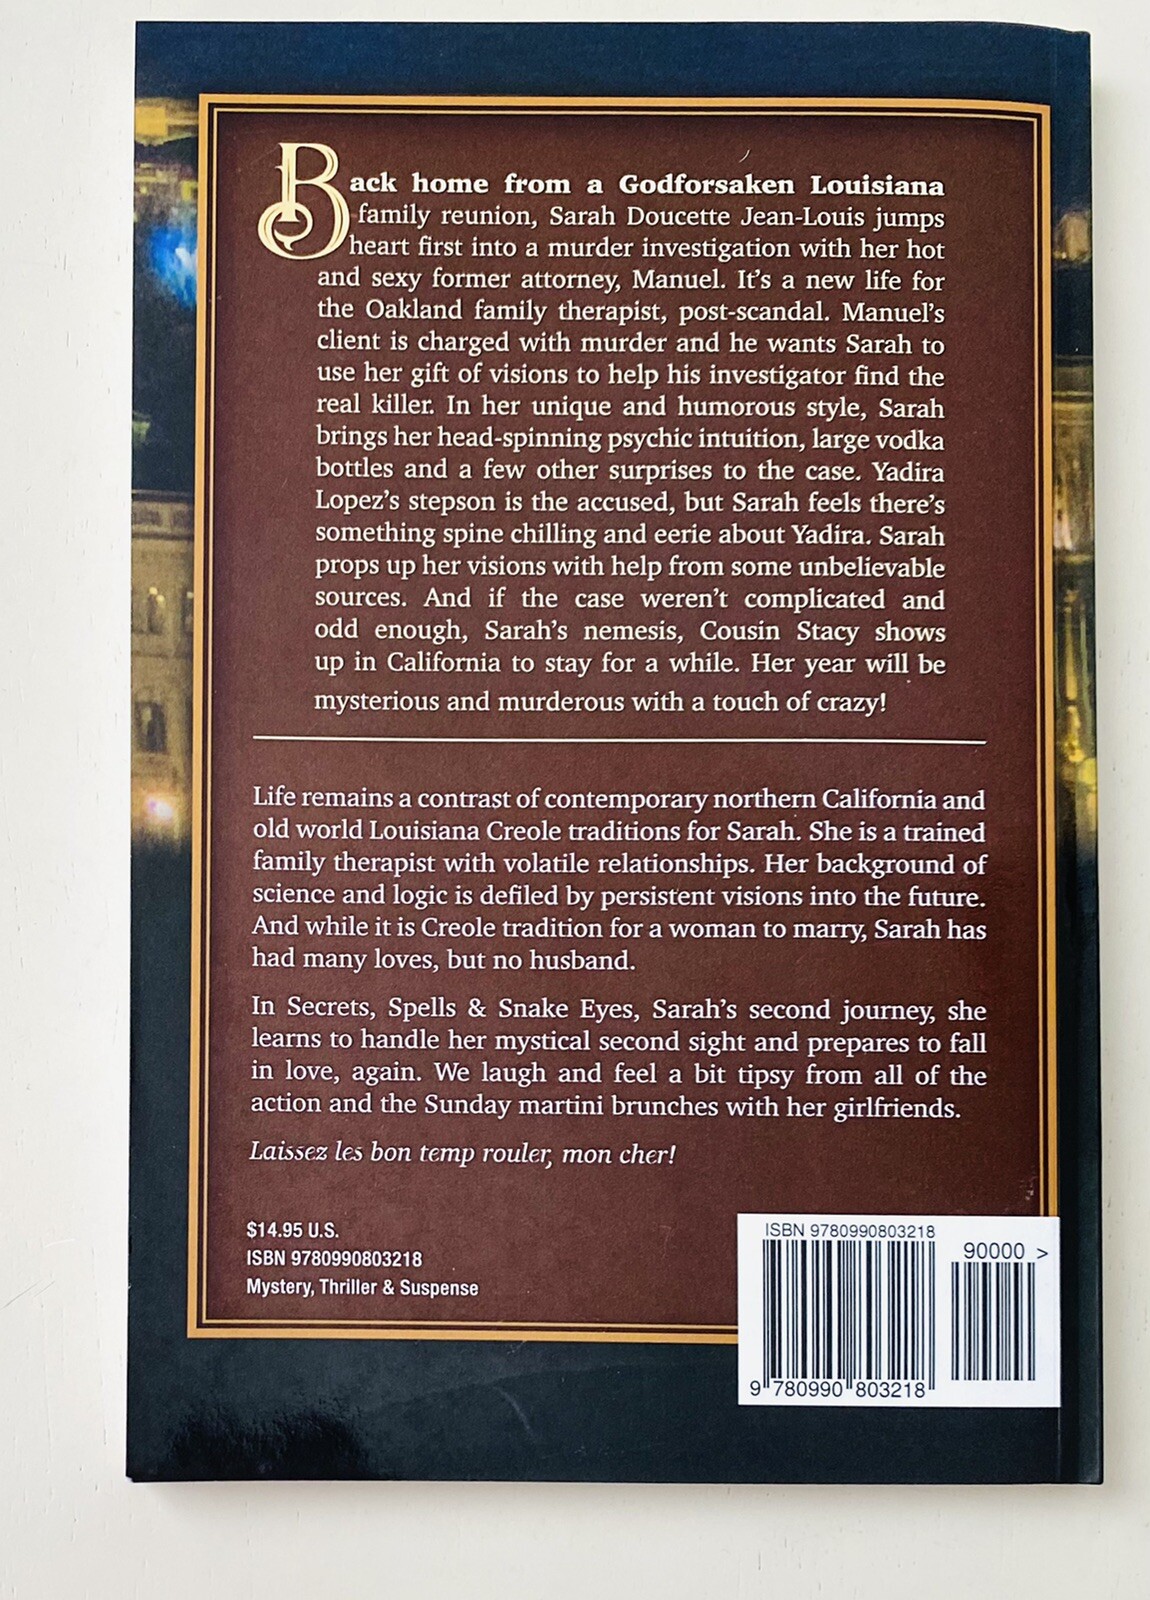 Back home from a Godforsaken Louisiana
family reunion, Sarah Doucette Jean-Louis jumps
heart first into a murder investigation with her hot
and sexy former attorney, Manuel. It's a new life for
the Oakland family therapist, post-scandal. Manuel's
client is charged with murder and he wants Sarah to
use her gift of visions to help his investigator find the
real killer. In her unique and humorous style, Sarah
brings her head-spinning psychic intuition, large vodka
bottles and a few other surprises to the case. Yadira
Lopez's stepson is the accused, but Sarah feels there's
something spine chilling and eerie about Yadira. Sarah
props up her visions with help from some unbelievable
sources. And if the case weren't complicated and
odd enough, Sarah's nemesis, Cousin Stacy shows
up in California to stay for a while. Her year will be
mysterious and murderous with a touch of crazy!
Life remains a contrast of contemporary northern California and
old world Louisiana Creole traditions for Sarah. She is a trained
family therapist with volatile relationships. Her background of
science and logic is defiled by persistent visions into the future.
And while it is Creole tradition for a woman to marry, Sarah has
had many loves, but no husband.
In Secrets, Spells & Snake Eyes, Sarah's second journey, she
learns to handle her mystical second sight and prepares to fall
in love, again. We laugh and feel a bit tipsy from all of the
action and the Sunday martini brunches with her girlfriends.
Laissez les bon temp rouler, mon cher!
$14.95 U.S.
ISBN 9780990803218
Mystery, Thriller & Suspense
ISBN 9780990803218
90000 >
9 780990 803218